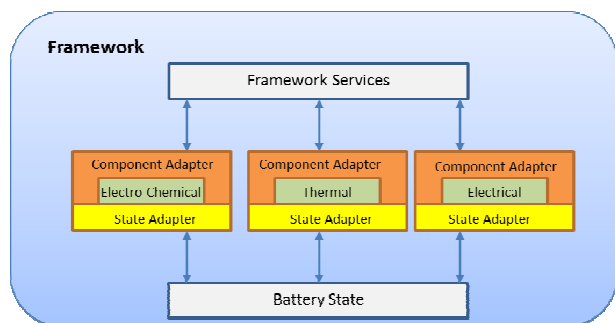 Framework
Framework Services
Component Adapter
Component Adapter
Component Adapter
Electro Chemical
Thermal
Electrical
State Adapter
State Adapter
State Adapter
Battery State